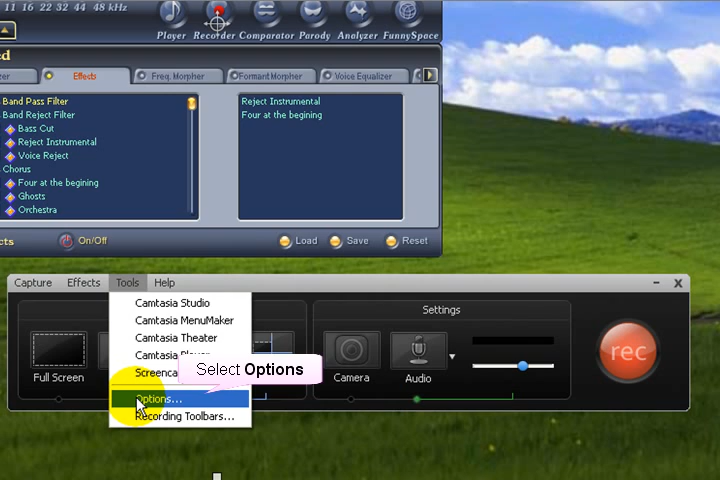 11 16 22 32 44 48 kHz
Player Recorder Comparator Parody Analyzer FunnySpace
Effects Freq. Morpher Formant Morpher Voice Equalizer
Band Pass Filter
Band Reject Filter
Bass Cut
Reject Instrumental
Voice Reject
Chorus
Four at the begining
Ghosts
Orchestra
Reject Instrumental
Four at the begining
On/Off
Load Save Reset
Capture Effects Tools Help
Camtasia Studio
Camtasia MenuMaker
Camtasia Theater
Camtasia Player
Select Options
Options...
Recording Toolbars...
Full Screen
Settings
Camera
Audio
rec